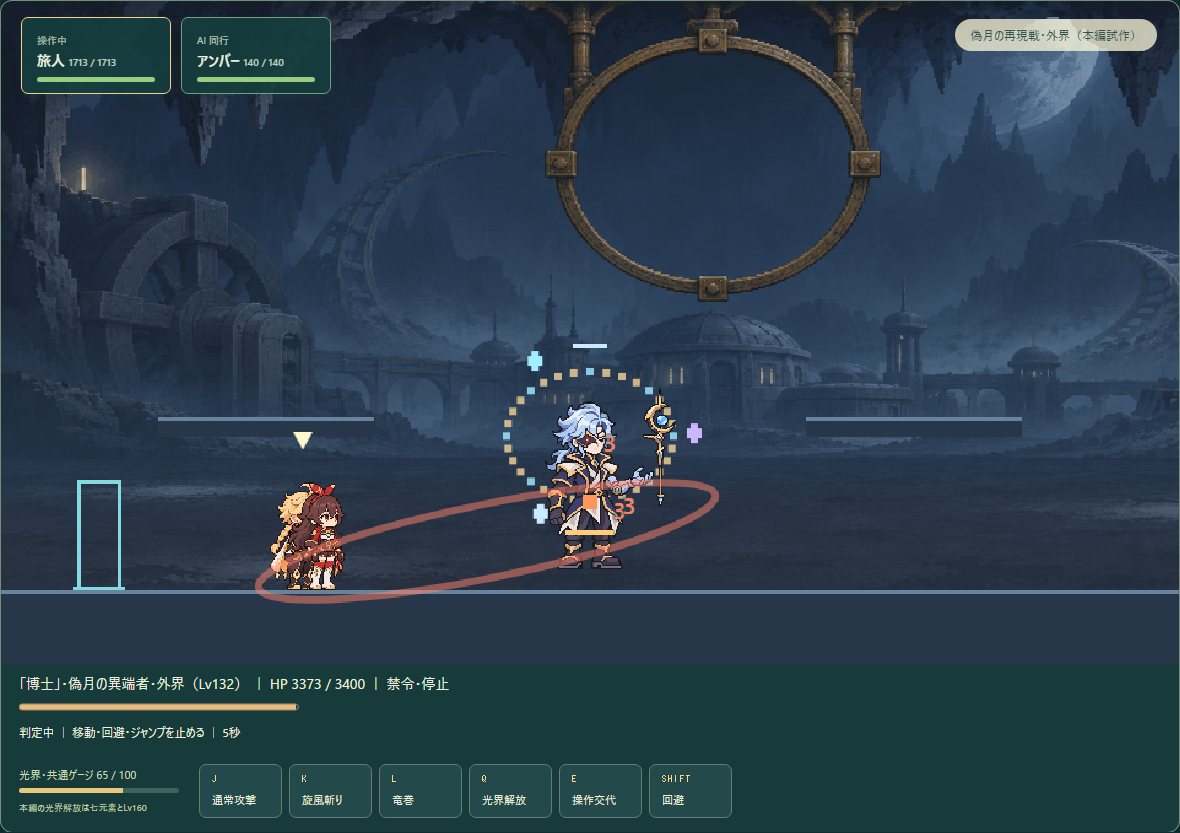 操作中
旅人 1713 / 1713
AI 同行
アンバー 140 / 140
偽月の再現戦・外界（本編試作）
3
33
「博士」・偽月の異端者・外界（Lv132） | HP 3373 / 3400 | 禁令・停止
判定中 | 移動・回避・ジャンプを止める | 5秒
光界・共通ゲージ 65 / 100
本編の光界解放は七元素とLv160
J
通常攻撃
K
旋風斬り
L
竜巻
Q
光界解放
E
操作交代
SHIFT
回避